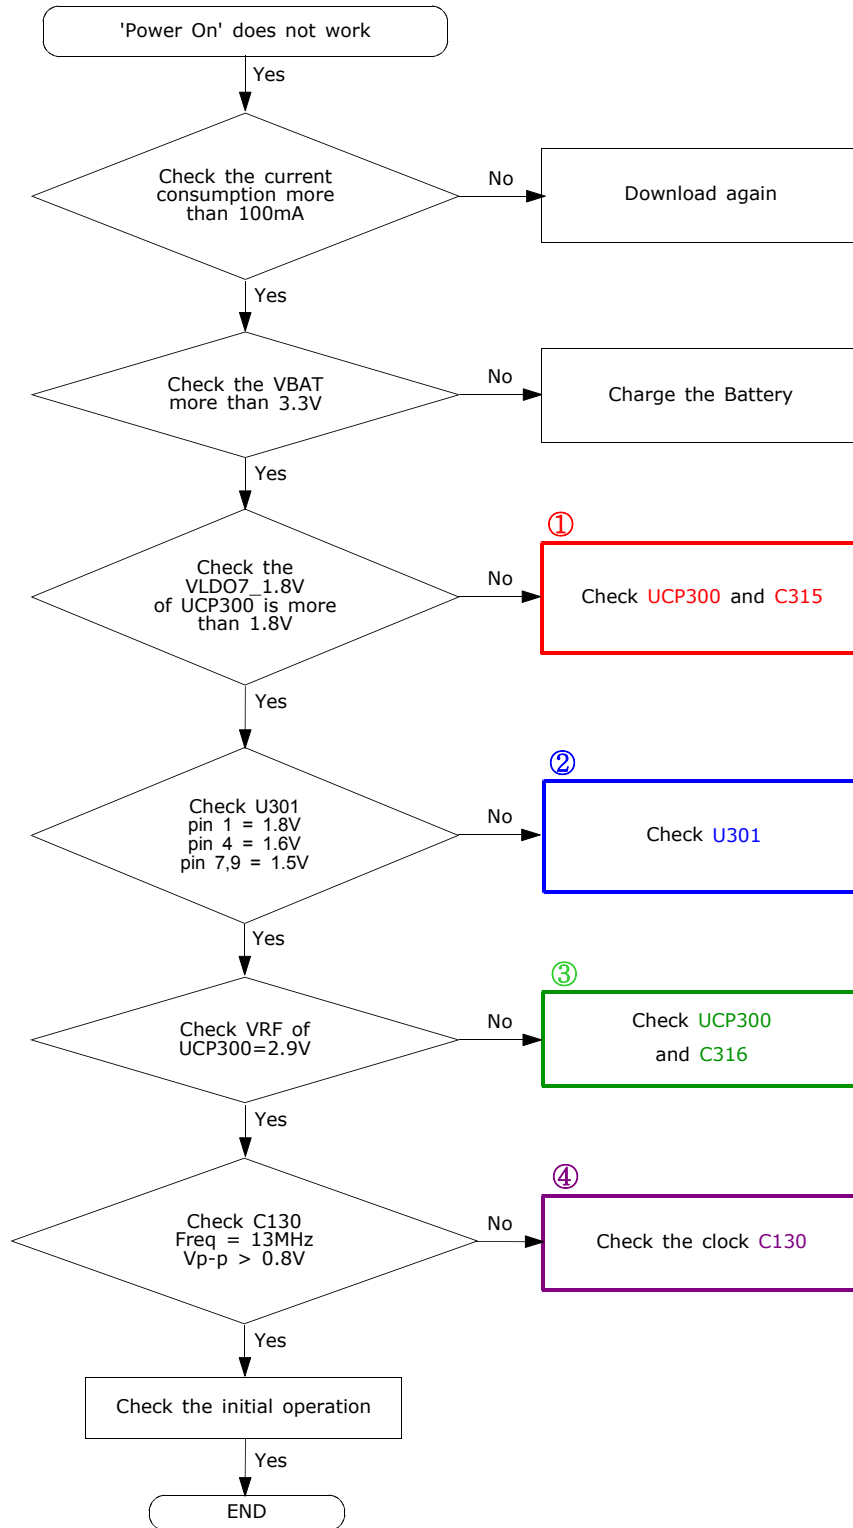 'Power On' does not work
Yes
Check the current
consumption more
than 100mA
No
Download again
Yes
Check the VBAT
more than 3.3V
No
Charge the Battery
Yes
①
Check the
VLDO7_1.8V
of UCP300 is more
than 1.8V
No
Check UCP300 and C315
Yes
②
Check U301
pin 1 = 1.8V
pin 4 = 1.6V
pin 7,9 = 1.5V
No
Check U301
Yes
③
Check VRF of
UCP300=2.9V
No
Check UCP300
and C316
Yes
④
Check C130
Freq = 13MHz
Vp-p > 0.8V
No
Check the clock C130
Yes
Check the initial operation
Yes
END